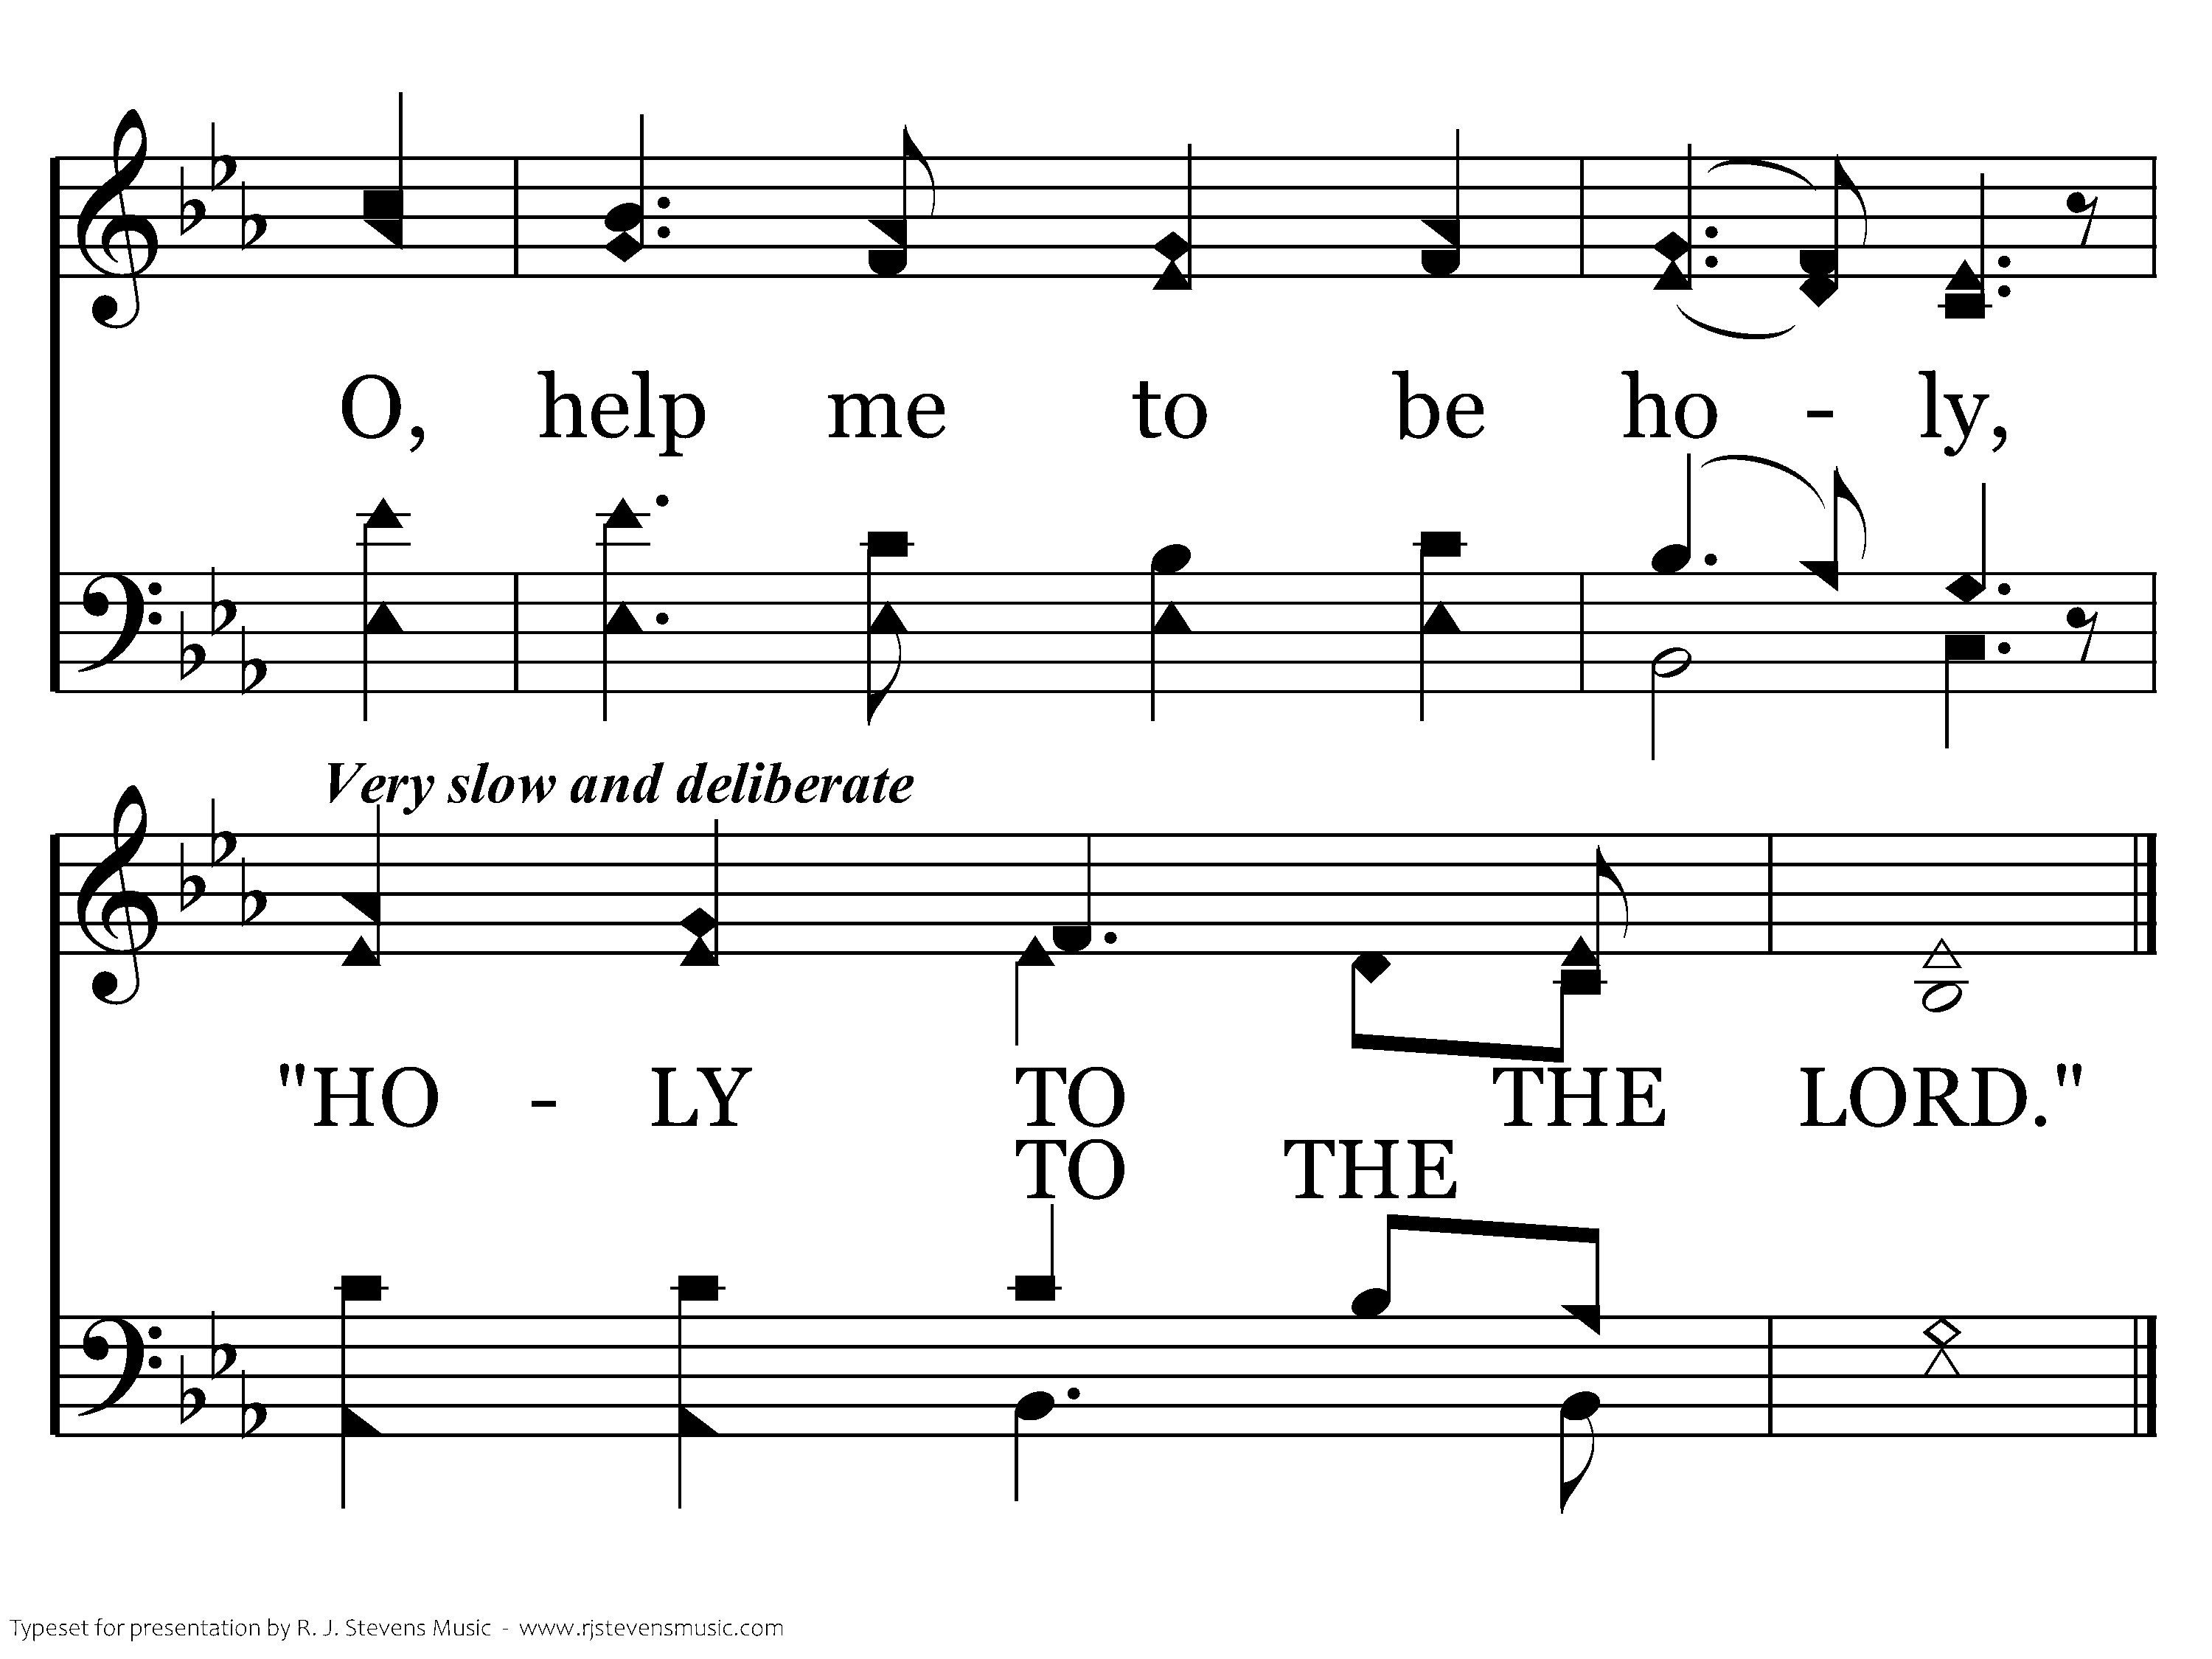 O, help me to be ho - ly,
Very slow and deliberate
"HO - LY TO THE LORD."
TO THE
Typeset for presentation by R. J. Stevens Music - www.rjstevensmusic.com